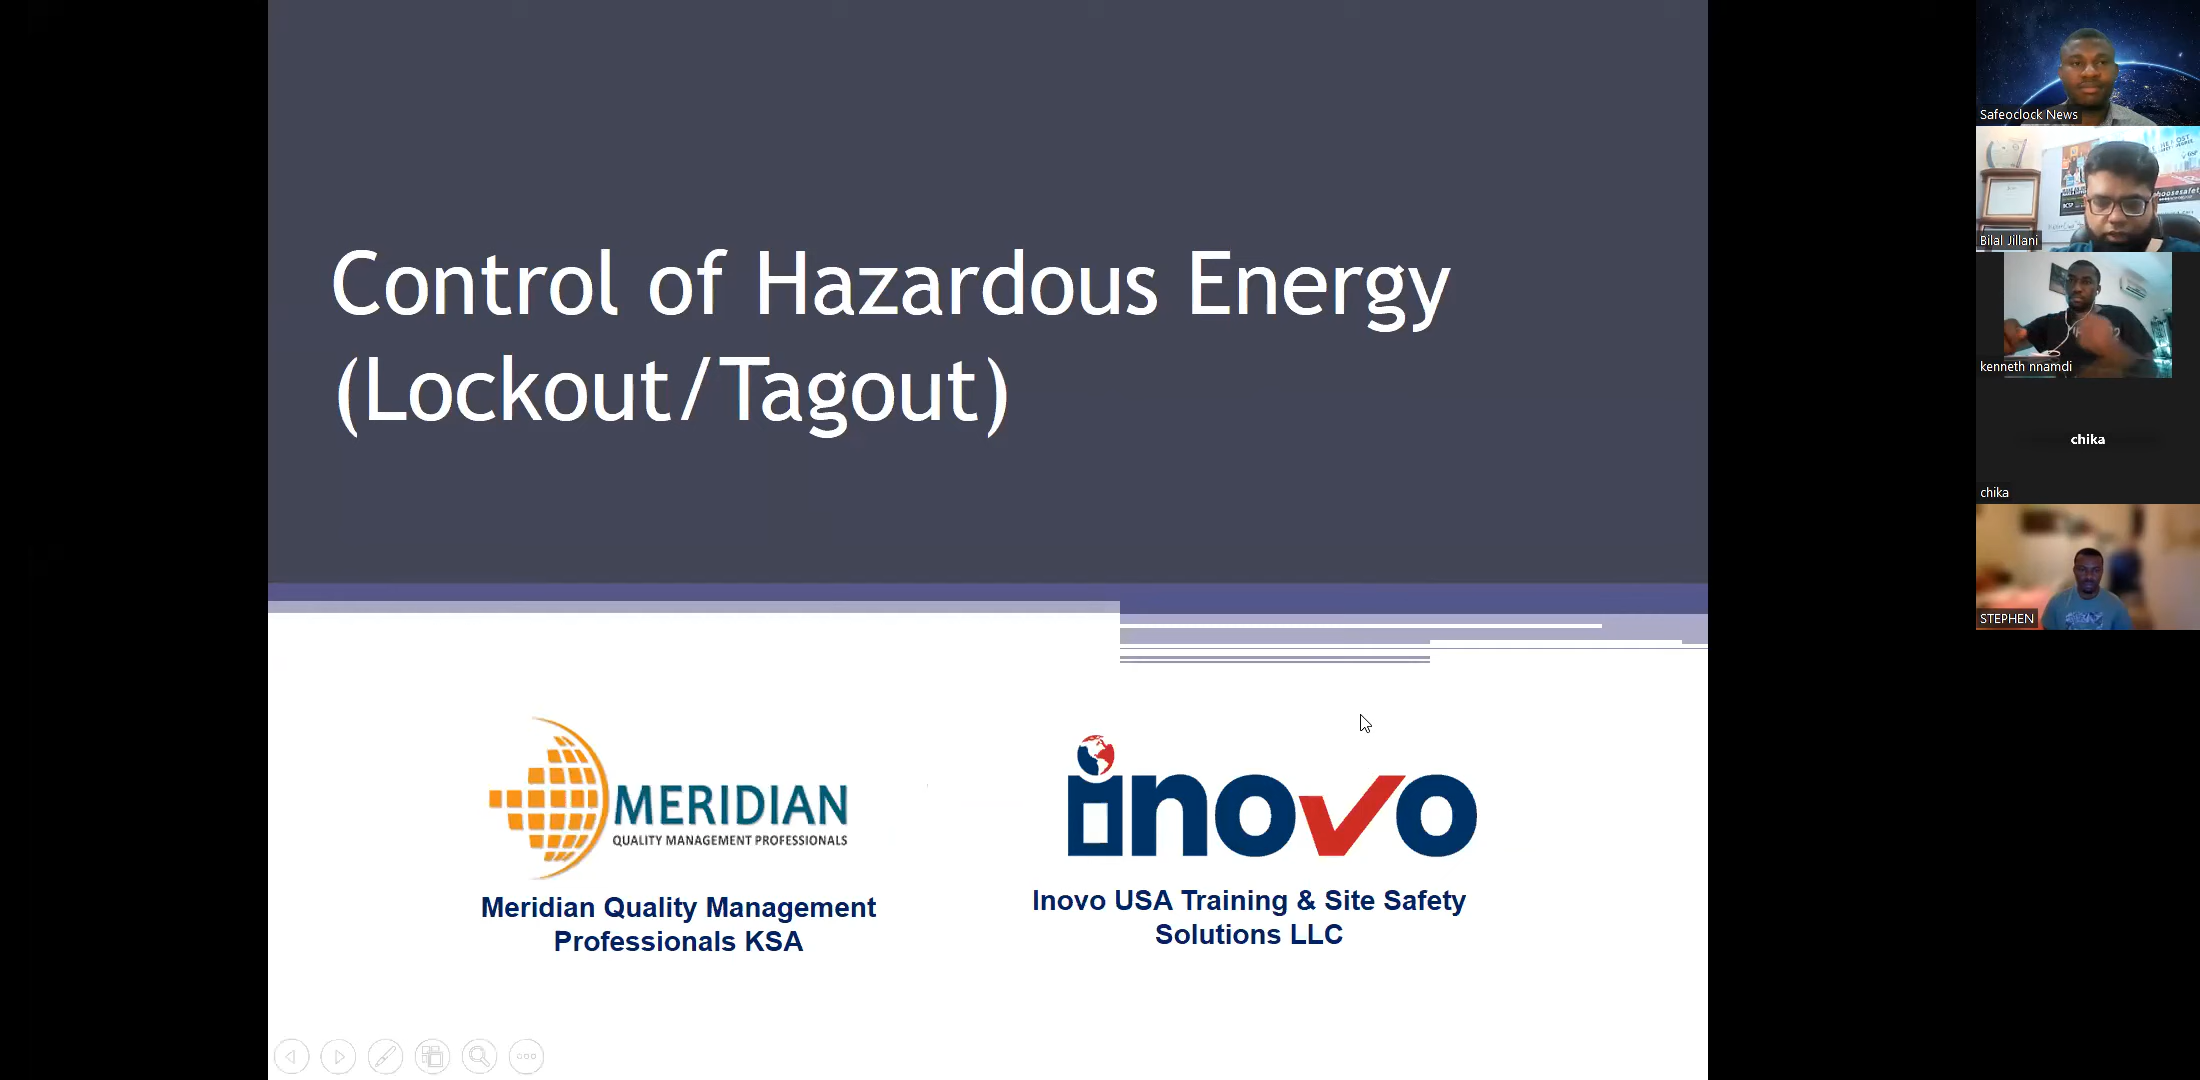 Control of Hazardous Energy
(Lockout/Tagout)
MERIDIAN
QUALITY MANAGEMENT PROFESSIONALS
Meridian Quality Management
Professionals KSA
inovo
Inovo USA Training & Site Safety
Solutions LLC
Safeoclock News
Bilal Jillani
kenneth nnamdi
chika
chika
STEPHEN